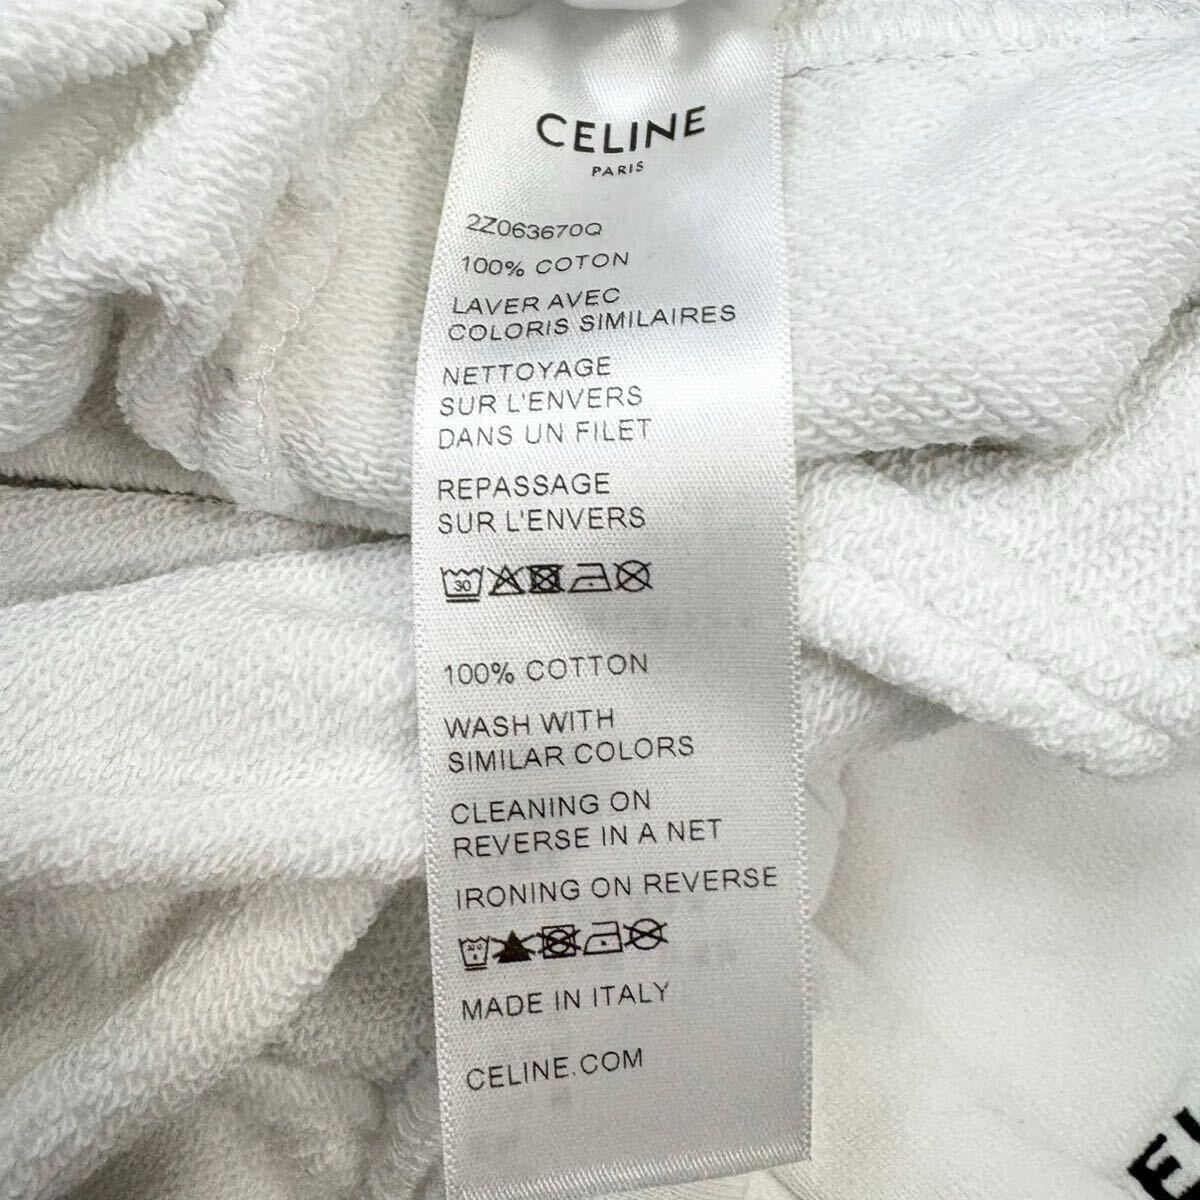 CELINE
PARIS
2Z063670Q
100% COTON
LAVER AVEC
COLORIS SIMILAIRES
NETTOYAGE
SUR L'ENVERS
DANS UN FILET
REPASSAGE
SUR L'ENVERS
30
100% COTTON
WASH WITH
SIMILAR COLORS
CLEANING ON
REVERSE IN A NET
IRONING ON REVERSE
MADE IN ITALY
CELINE.COM